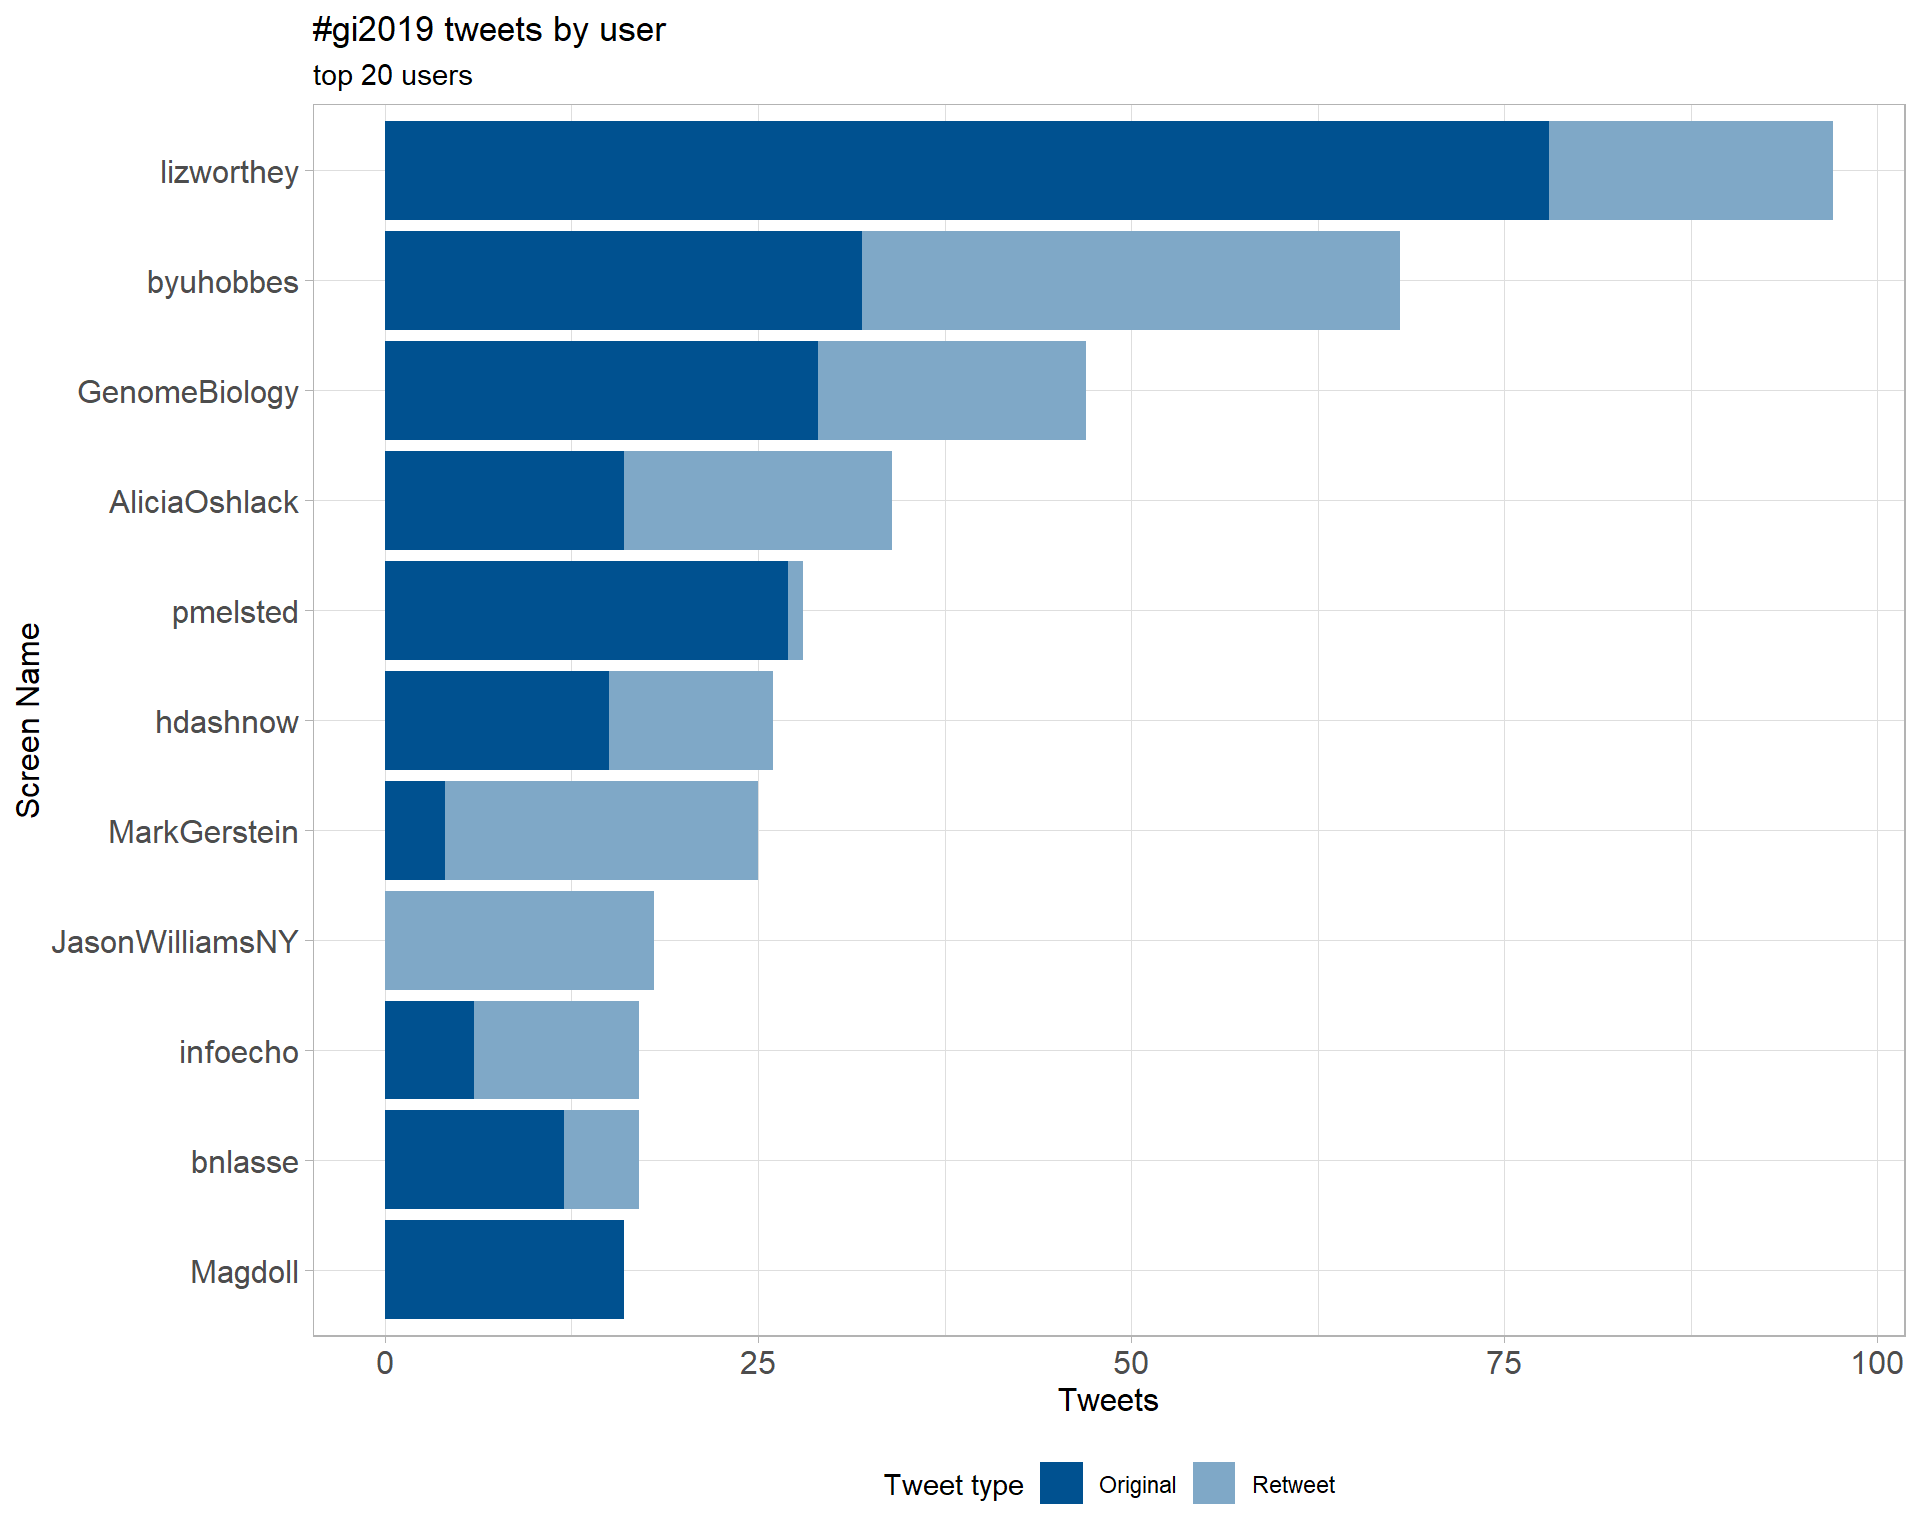 #gi2019 tweets by user
top 20 users
Screen Name
lizworthey
byuhobbes
GenomeBiology
AliciaOshlack
pmelsted
hdashnow
MarkGerstein
JasonWilliamsNY
infoecho
bnlasse
Magdoll
0 25 50 75 100
Tweets
Tweet type Original Retweet